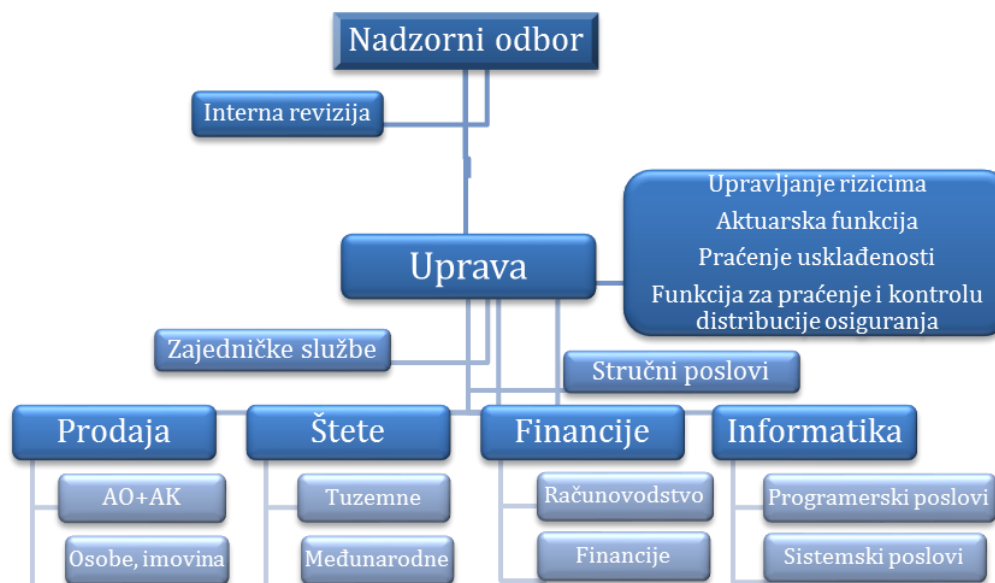 Nadzorni odbor
Interna revizija
Upravljanje rizicima
Aktuarska funkcija
Praćenje usklađenosti
Funkcija za praćenje i kontrolu
distribucije osiguranja
Uprava
Zajedničke službe
Stručni poslovi
Prodaja
Štete
Financije
Informatika
AO+AK
Tuzemne
Računovodstvo
Programerski poslovi
Osobe, imovina
Međunarodne
Financije
Sistemski poslovi